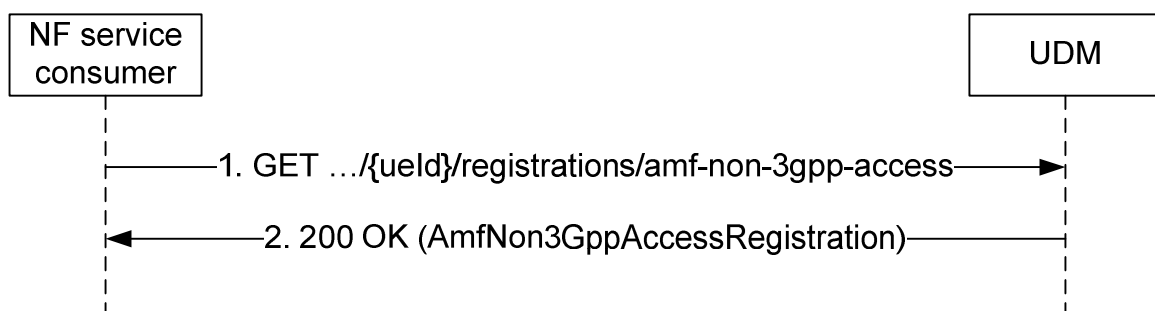 NF service
consumer
UDM
1. GET …/{ueId}/registrations/amf-non-3gpp-access
2. 200 OK (AmfNon3GppAccessRegistration)